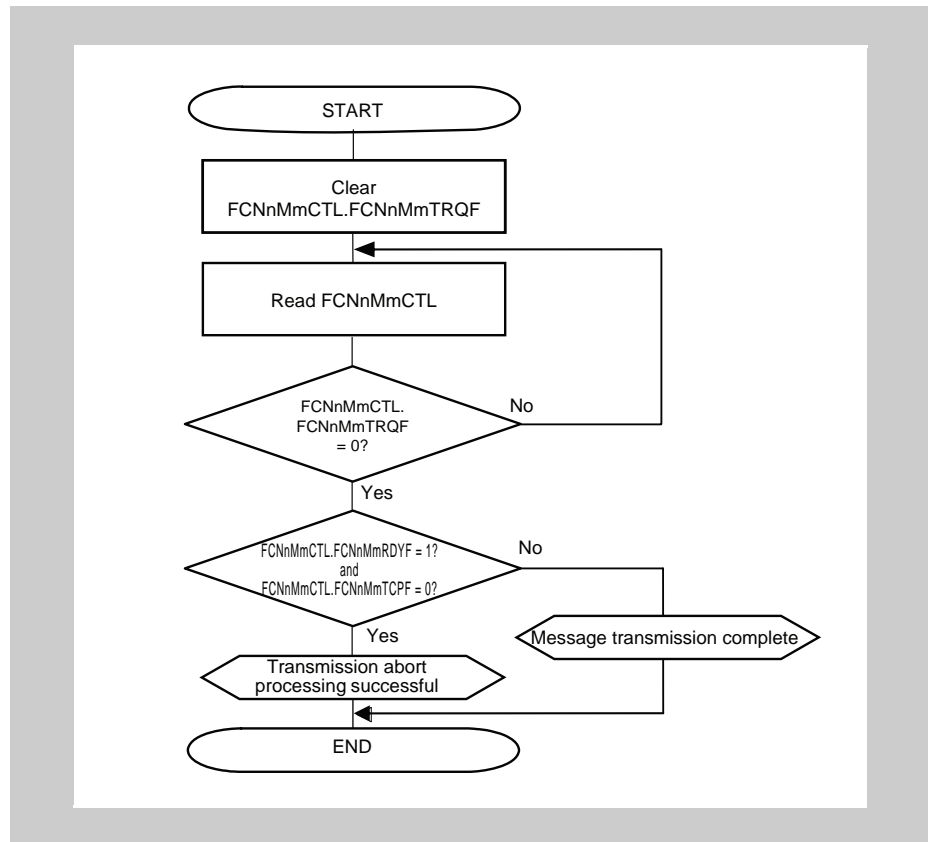 START
Clear
FCNnMmCTL.FCNnMmTRQF
Read FCNnMmCTL
FCNnMmCTL.
FCNnMmTRQF
= 0?
No
Yes
FCNnMmCTL.FCNnMmRDYF = 1?
and
FCNnMmCTL.FCNnMmTCPF = 0?
No
Yes
Message transmission complete
Transmission abort
processing successful
END